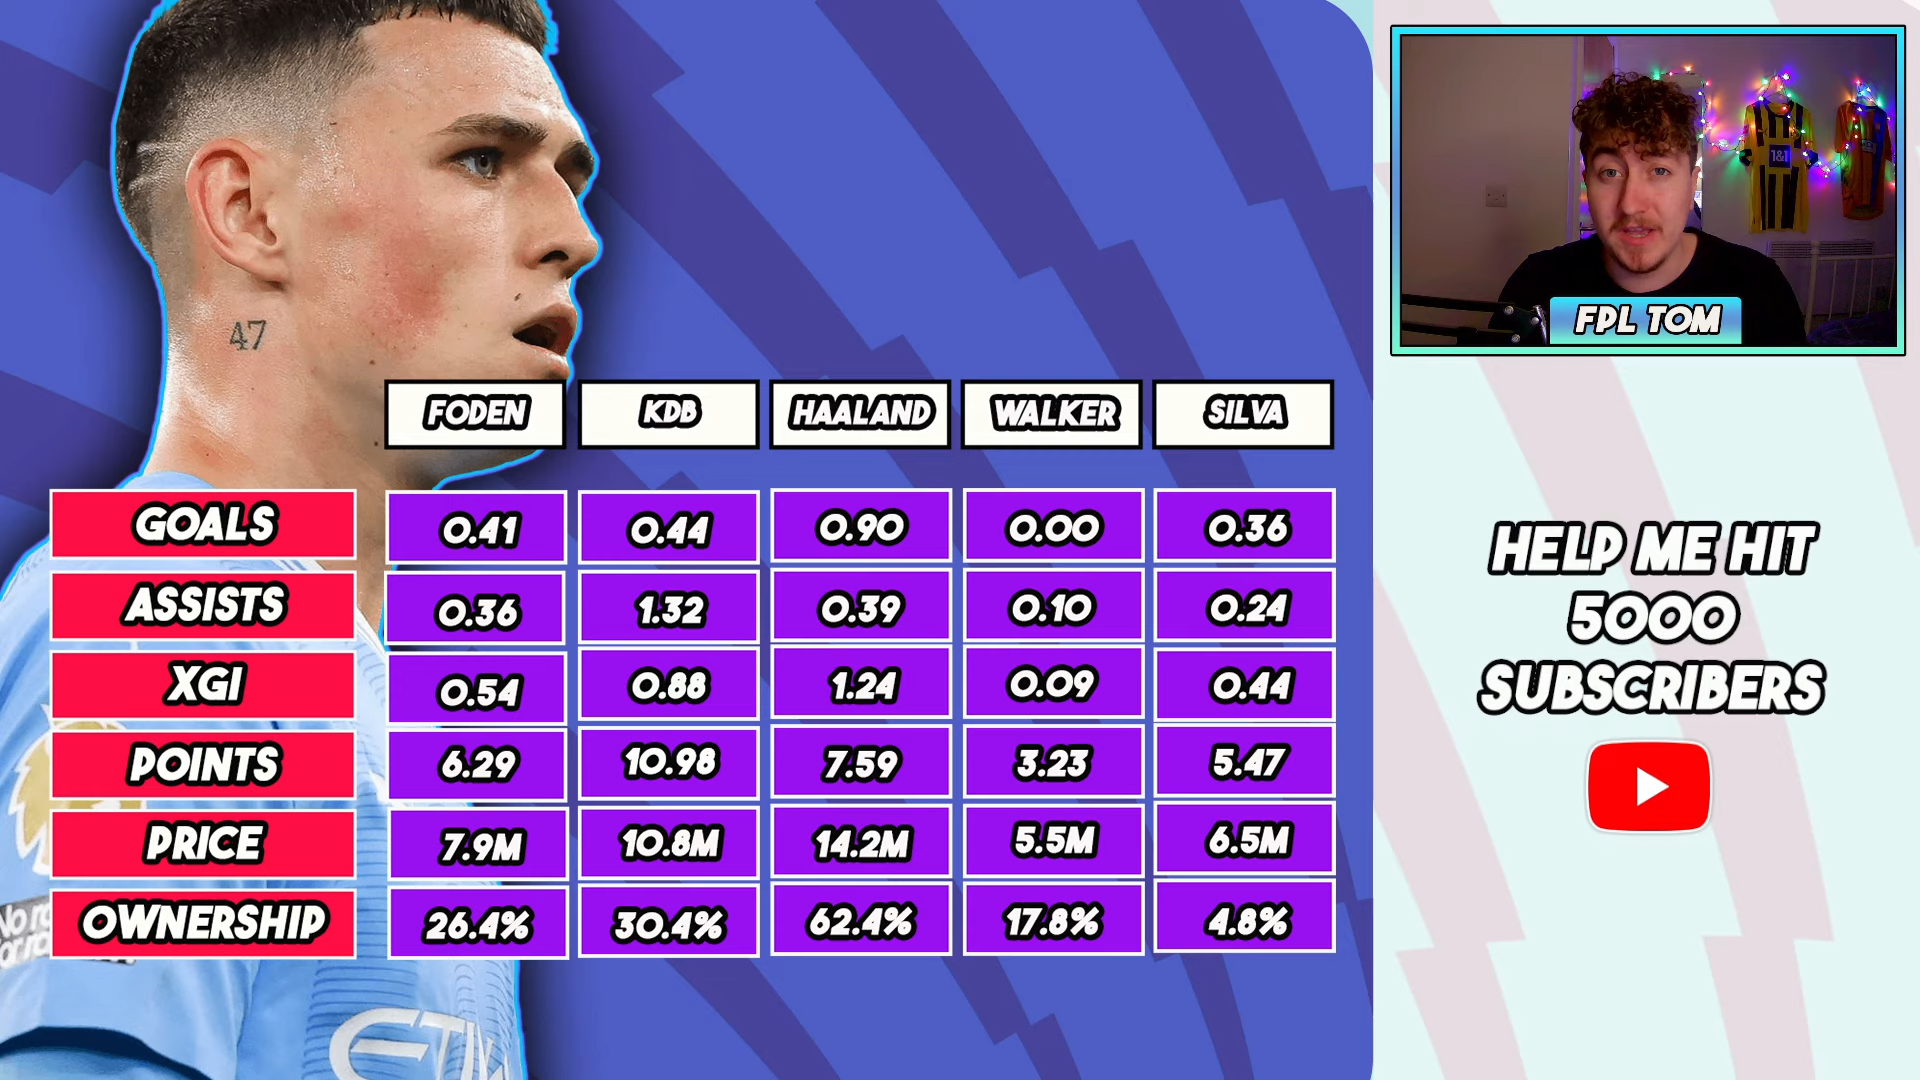 FPL TOM
1&1
47
FODEN KDB HAALAND WALKER SILVA
GOALS 0.41 0.44 0.90 0.00 0.36
ASSISTS 0.36 1.32 0.39 0.10 0.24
XGI 0.54 0.88 1.24 0.09 0.44
POINTS 6.29 10.98 7.59 3.23 5.47
PRICE 7.9M 10.8M 14.2M 5.5M 6.5M
OWNERSHIP 26.4% 30.4% 62.4% 17.8% 4.8%
HELP ME HIT
5000
SUBSCRIBERS